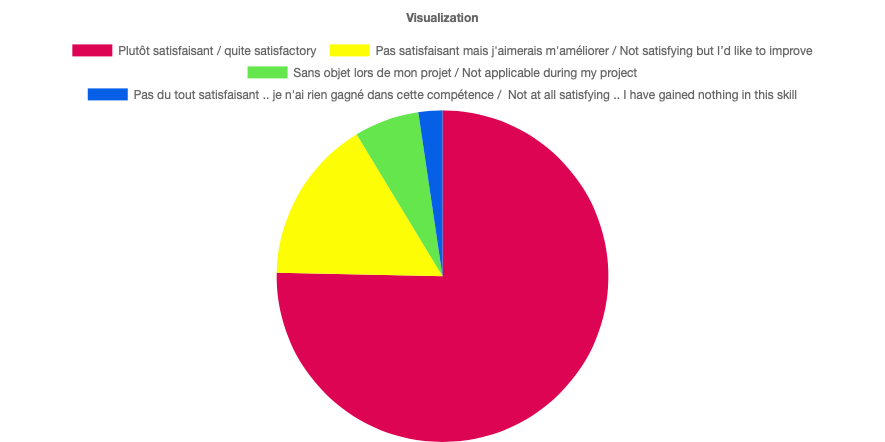 Visualization
Plutôt satisfaisant / quite satisfactory Pas satisfaisant mais j'aimerais m'améliorer / Not satisfying but I'd like to improve
Sans objet lors de mon projet / Not applicable during my project
Pas du tout satisfaisant .. je n'ai rien gagné dans cette compétence /  Not at all satisfying .. I have gained nothing in this skill